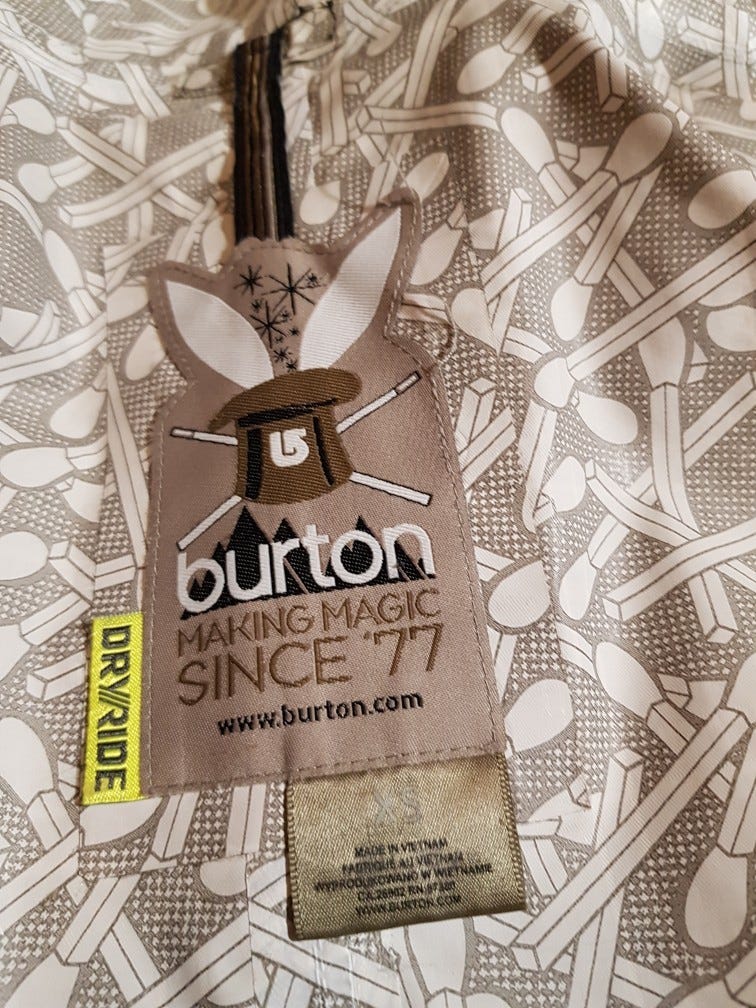 burton
MAKING MAGIC
SINCE '77
www.burton.com
DRY//RIDE
XS
MADE IN VIETNAM
FABRIQUÉ AU VIETNAM
WYPRODUKOWANO W WIETNAMIE
WWW.BURTON.COM